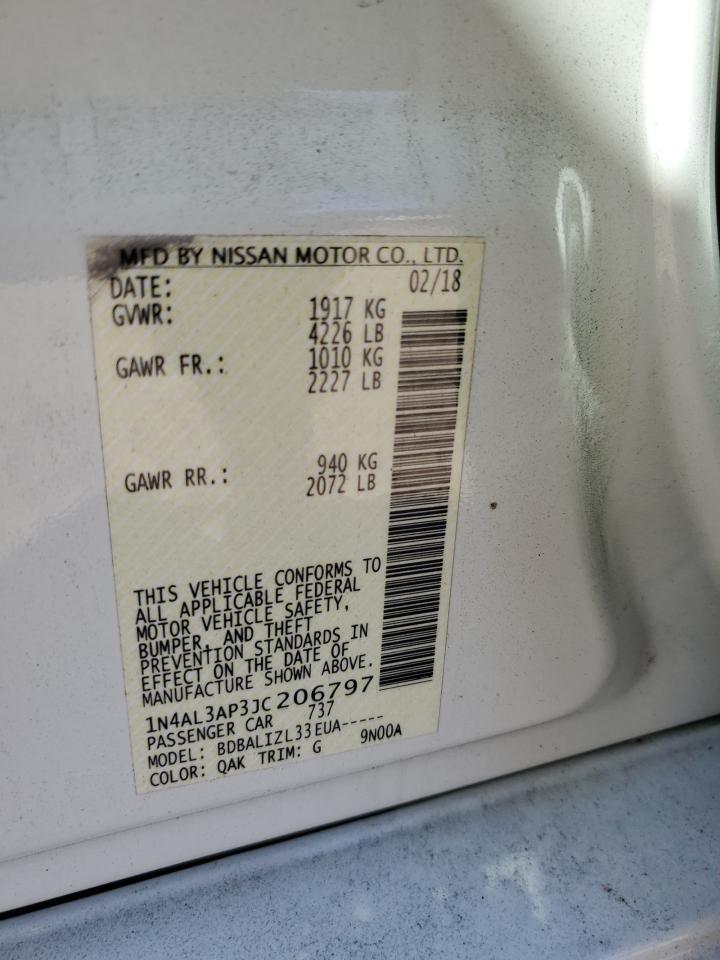 MFD BY NISSAN MOTOR CO., LTD.
DATE: 02/18
GVWR: 1917 KG
4226 LB
GAWR FR.: 1010 KG
2227 LB
GAWR RR.: 940 KG
2072 LB
THIS VEHICLE CONFORMS TO
ALL APPLICABLE FEDERAL
MOTOR VEHICLE SAFETY,
BUMPER, AND THEFT
PREVENTION STANDARDS IN
EFFECT ON THE DATE OF
MANUFACTURE SHOWN ABOVE.
1N4AL3AP3JC206797
PASSENGER CAR 737
MODEL: BDBALIZL33EUA-----
COLOR: QAK TRIM: G 9N00A